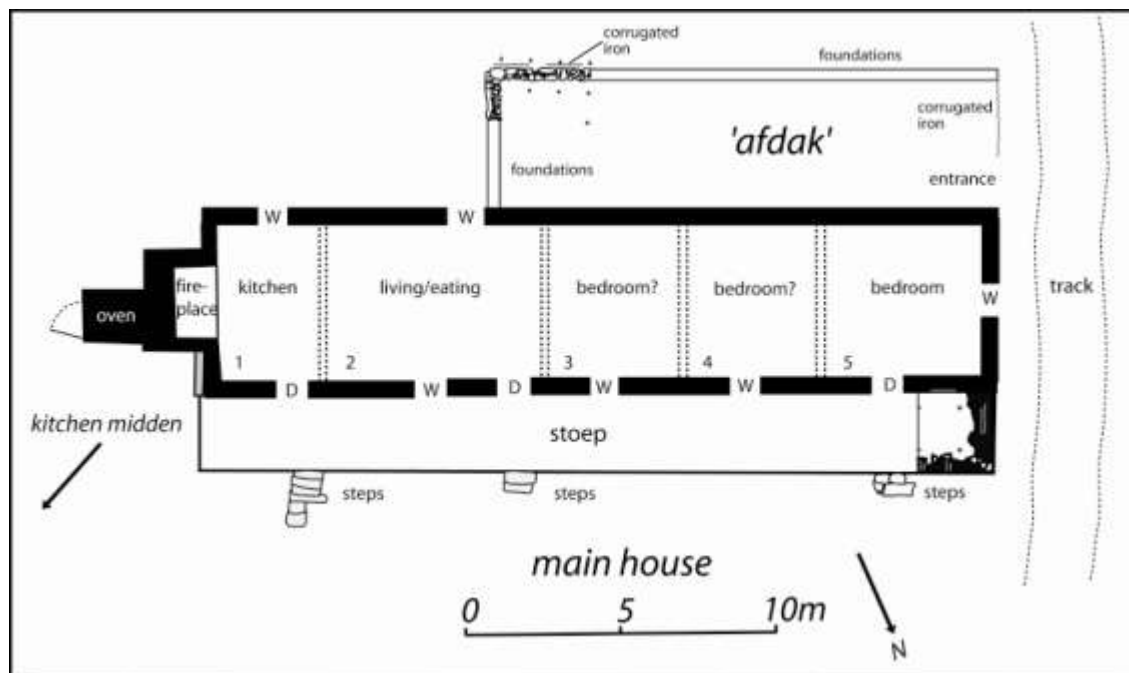 corrugated
iron
foundations
corrugated
iron
'afdak'
foundations
entrance
W
W
fire-
place
kitchen
living/eating
bedroom?
bedroom?
bedroom
W
track
oven
1
2
3
4
5
D
W
D
W
W
D
kitchen midden
stoep
steps
steps
steps
main house
0 5 10m
N